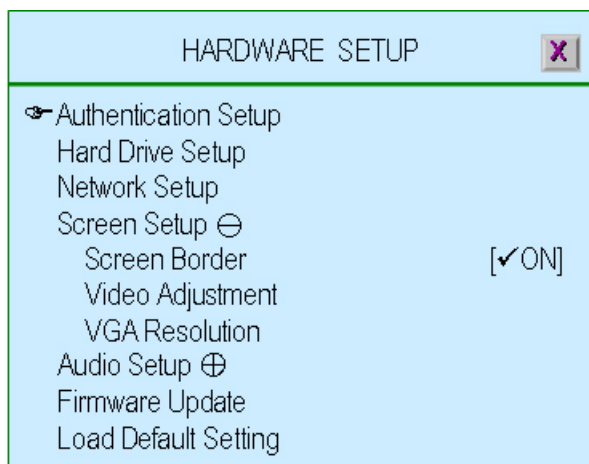 HARDWARE SETUP X
Authentication Setup
Hard Drive Setup
Network Setup
Screen Setup ⊖
Screen Border [✓ON]
Video Adjustment
VGA Resolution
Audio Setup ⊕
Firmware Update
Load Default Setting